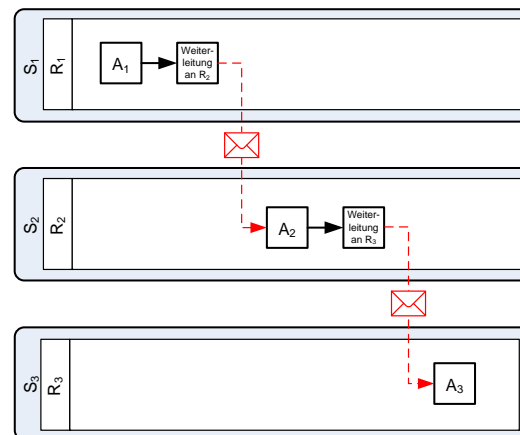 S1
R1
A1
Weiter-
leitung
an R2
S2
R2
A2
Weiter-
leitung
an R3
S3
R3
A3